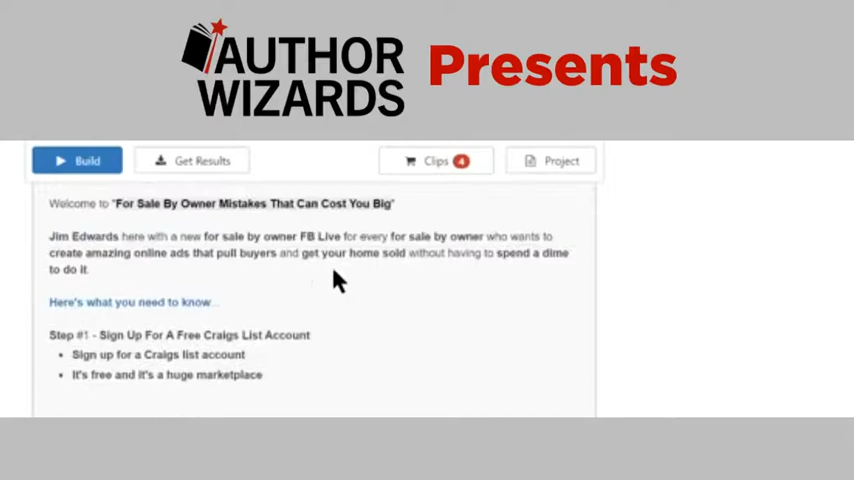 AUTHOR
WIZARDS
Presents
Build
Get Results
Clips 4
Project
Welcome to "For Sale By Owner Mistakes That Can Cost You Big"
Jim Edwards here with a new for sale by owner FB Live for every for sale by owner who wants to
create amazing online ads that pull buyers and get your home sold without having to spend a dime
to do it.
Here's what you need to know...
Step #1 - Sign Up For A Free Craigs List Account
• Sign up for a Craigs list account
• It's free and it's a huge marketplace